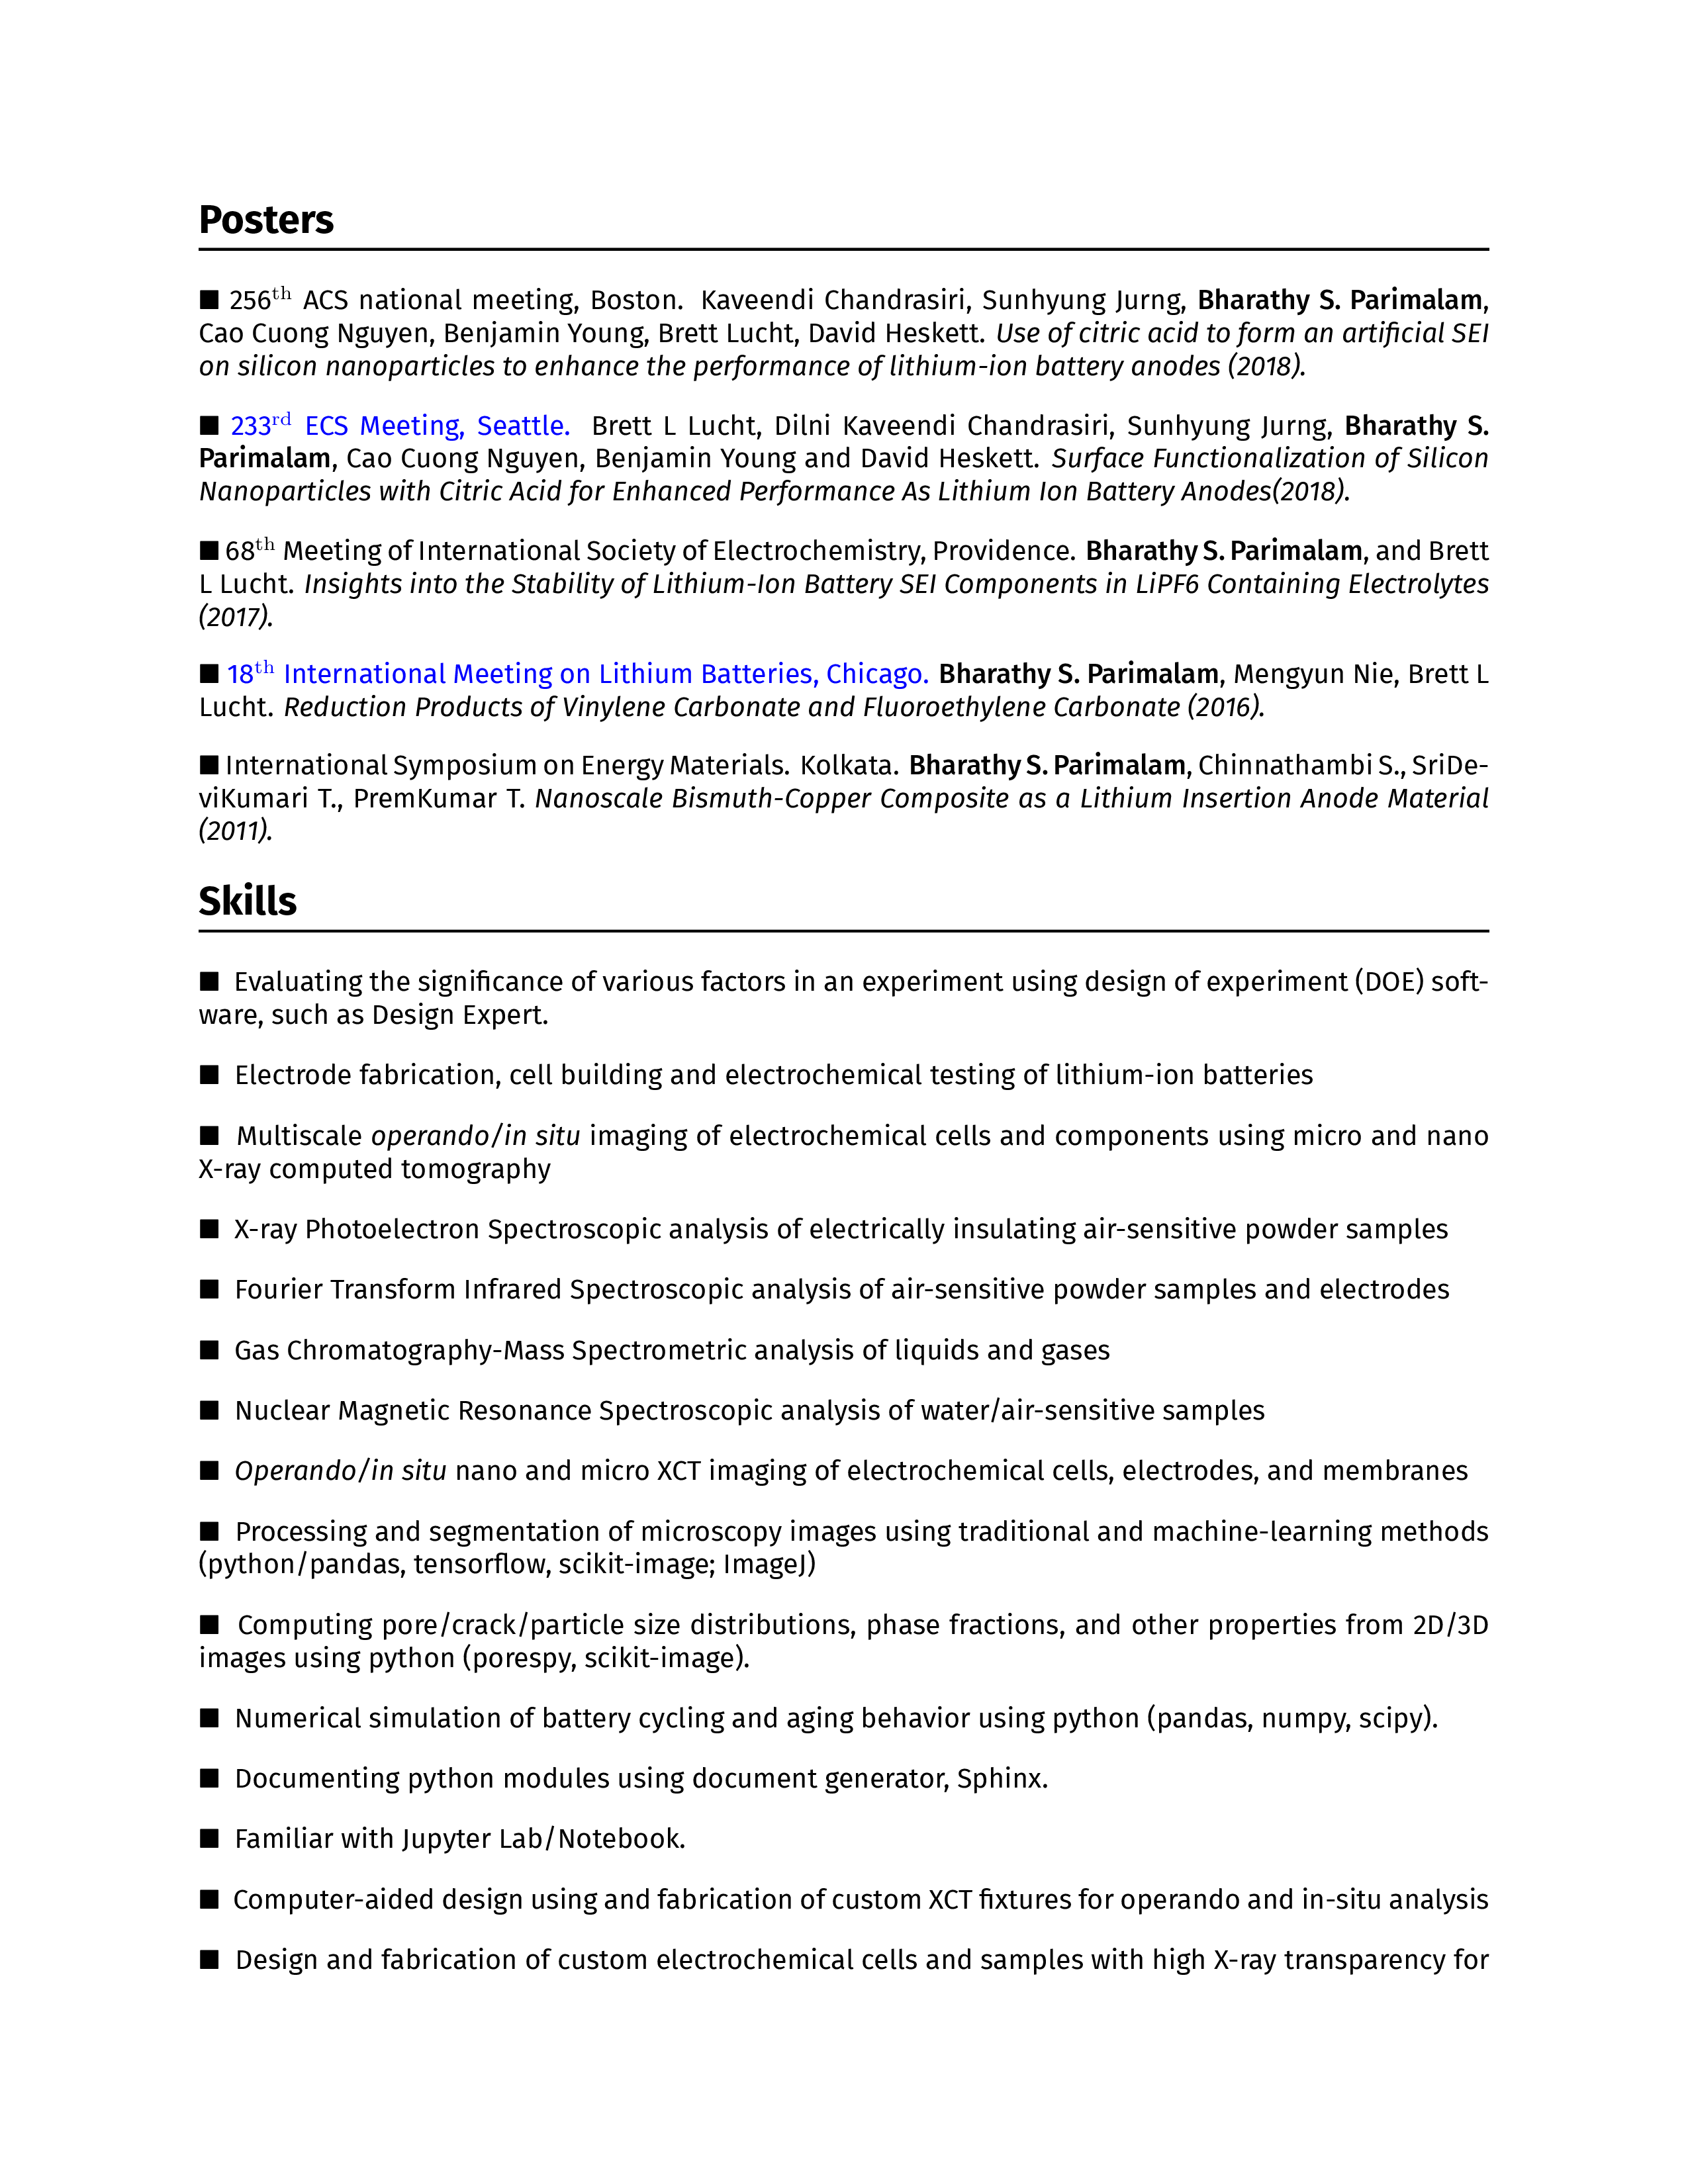 Posters
■ 256th ACS national meeting, Boston. Kaveendi Chandrasiri, Sunhyung Jurng, Bharathy S. Parimalam,
Cao Cuong Nguyen, Benjamin Young, Brett Lucht, David Heskett. Use of citric acid to form an artificial SEI
on silicon nanoparticles to enhance the performance of lithium-ion battery anodes (2018).
■ 233rd ECS Meeting, Seattle. Brett L Lucht, Dilni Kaveendi Chandrasiri, Sunhyung Jurng, Bharathy S.
Parimalam, Cao Cuong Nguyen, Benjamin Young and David Heskett. Surface Functionalization of Silicon
Nanoparticles with Citric Acid for Enhanced Performance As Lithium Ion Battery Anodes(2018).
■ 68th Meeting of International Society of Electrochemistry, Providence. Bharathy S. Parimalam, and Brett
L Lucht. Insights into the Stability of Lithium-Ion Battery SEI Components in LiPF6 Containing Electrolytes
(2017).
■ 18th International Meeting on Lithium Batteries, Chicago. Bharathy S. Parimalam, Mengyun Nie, Brett L
Lucht. Reduction Products of Vinylene Carbonate and Fluoroethylene Carbonate (2016).
■ International Symposium on Energy Materials. Kolkata. Bharathy S. Parimalam, Chinnathambi S., SriDe-
viKumari T., PremKumar T. Nanoscale Bismuth-Copper Composite as a Lithium Insertion Anode Material
(2011).
Skills
■ Evaluating the significance of various factors in an experiment using design of experiment (DOE) soft-
ware, such as Design Expert.
■ Electrode fabrication, cell building and electrochemical testing of lithium-ion batteries
■ Multiscale operando/in situ imaging of electrochemical cells and components using micro and nano
X-ray computed tomography
■ X-ray Photoelectron Spectroscopic analysis of electrically insulating air-sensitive powder samples
■ Fourier Transform Infrared Spectroscopic analysis of air-sensitive powder samples and electrodes
■ Gas Chromatography-Mass Spectrometric analysis of liquids and gases
■ Nuclear Magnetic Resonance Spectroscopic analysis of water/air-sensitive samples
■ Operando/in situ nano and micro XCT imaging of electrochemical cells, electrodes, and membranes
■ Processing and segmentation of microscopy images using traditional and machine-learning methods
(python/pandas, tensorflow, scikit-image; ImageJ)
■ Computing pore/crack/particle size distributions, phase fractions, and other properties from 2D/3D
images using python (porespy, scikit-image).
■ Numerical simulation of battery cycling and aging behavior using python (pandas, numpy, scipy).
■ Documenting python modules using document generator, Sphinx.
■ Familiar with Jupyter Lab/Notebook.
■ Computer-aided design using and fabrication of custom XCT fixtures for operando and in-situ analysis
■ Design and fabrication of custom electrochemical cells and samples with high X-ray transparency for